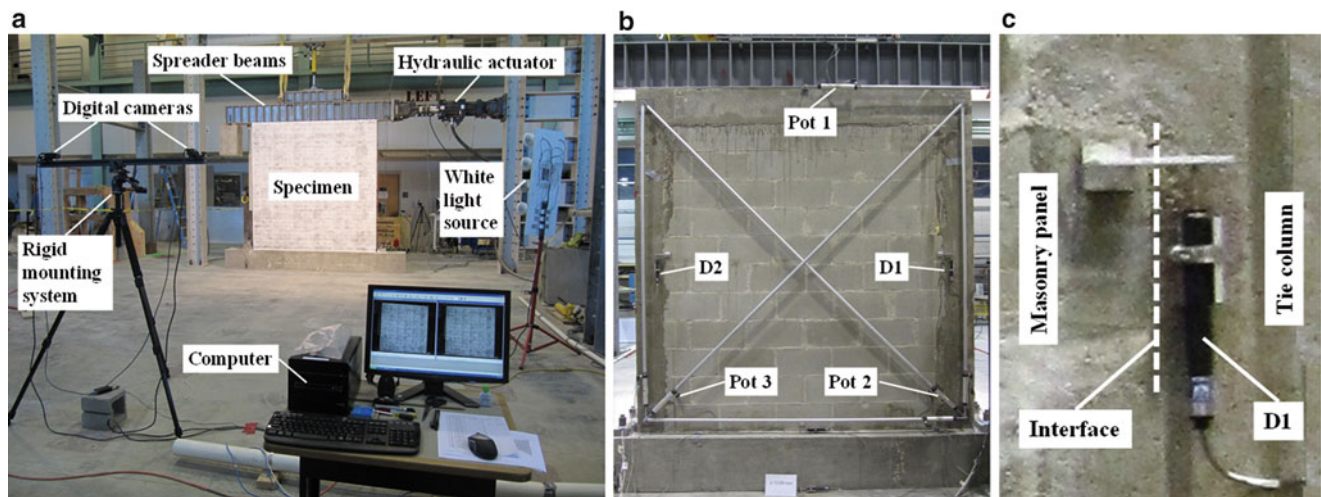 a
Spreader beams
Hydraulic actuator
Digital cameras
Specimen
White
light
source
Rigid
mounting
system
Computer
b
Pot 1
D2
D1
Pot 3
Pot 2
c
Masonry panel
Tie column
Interface
D1